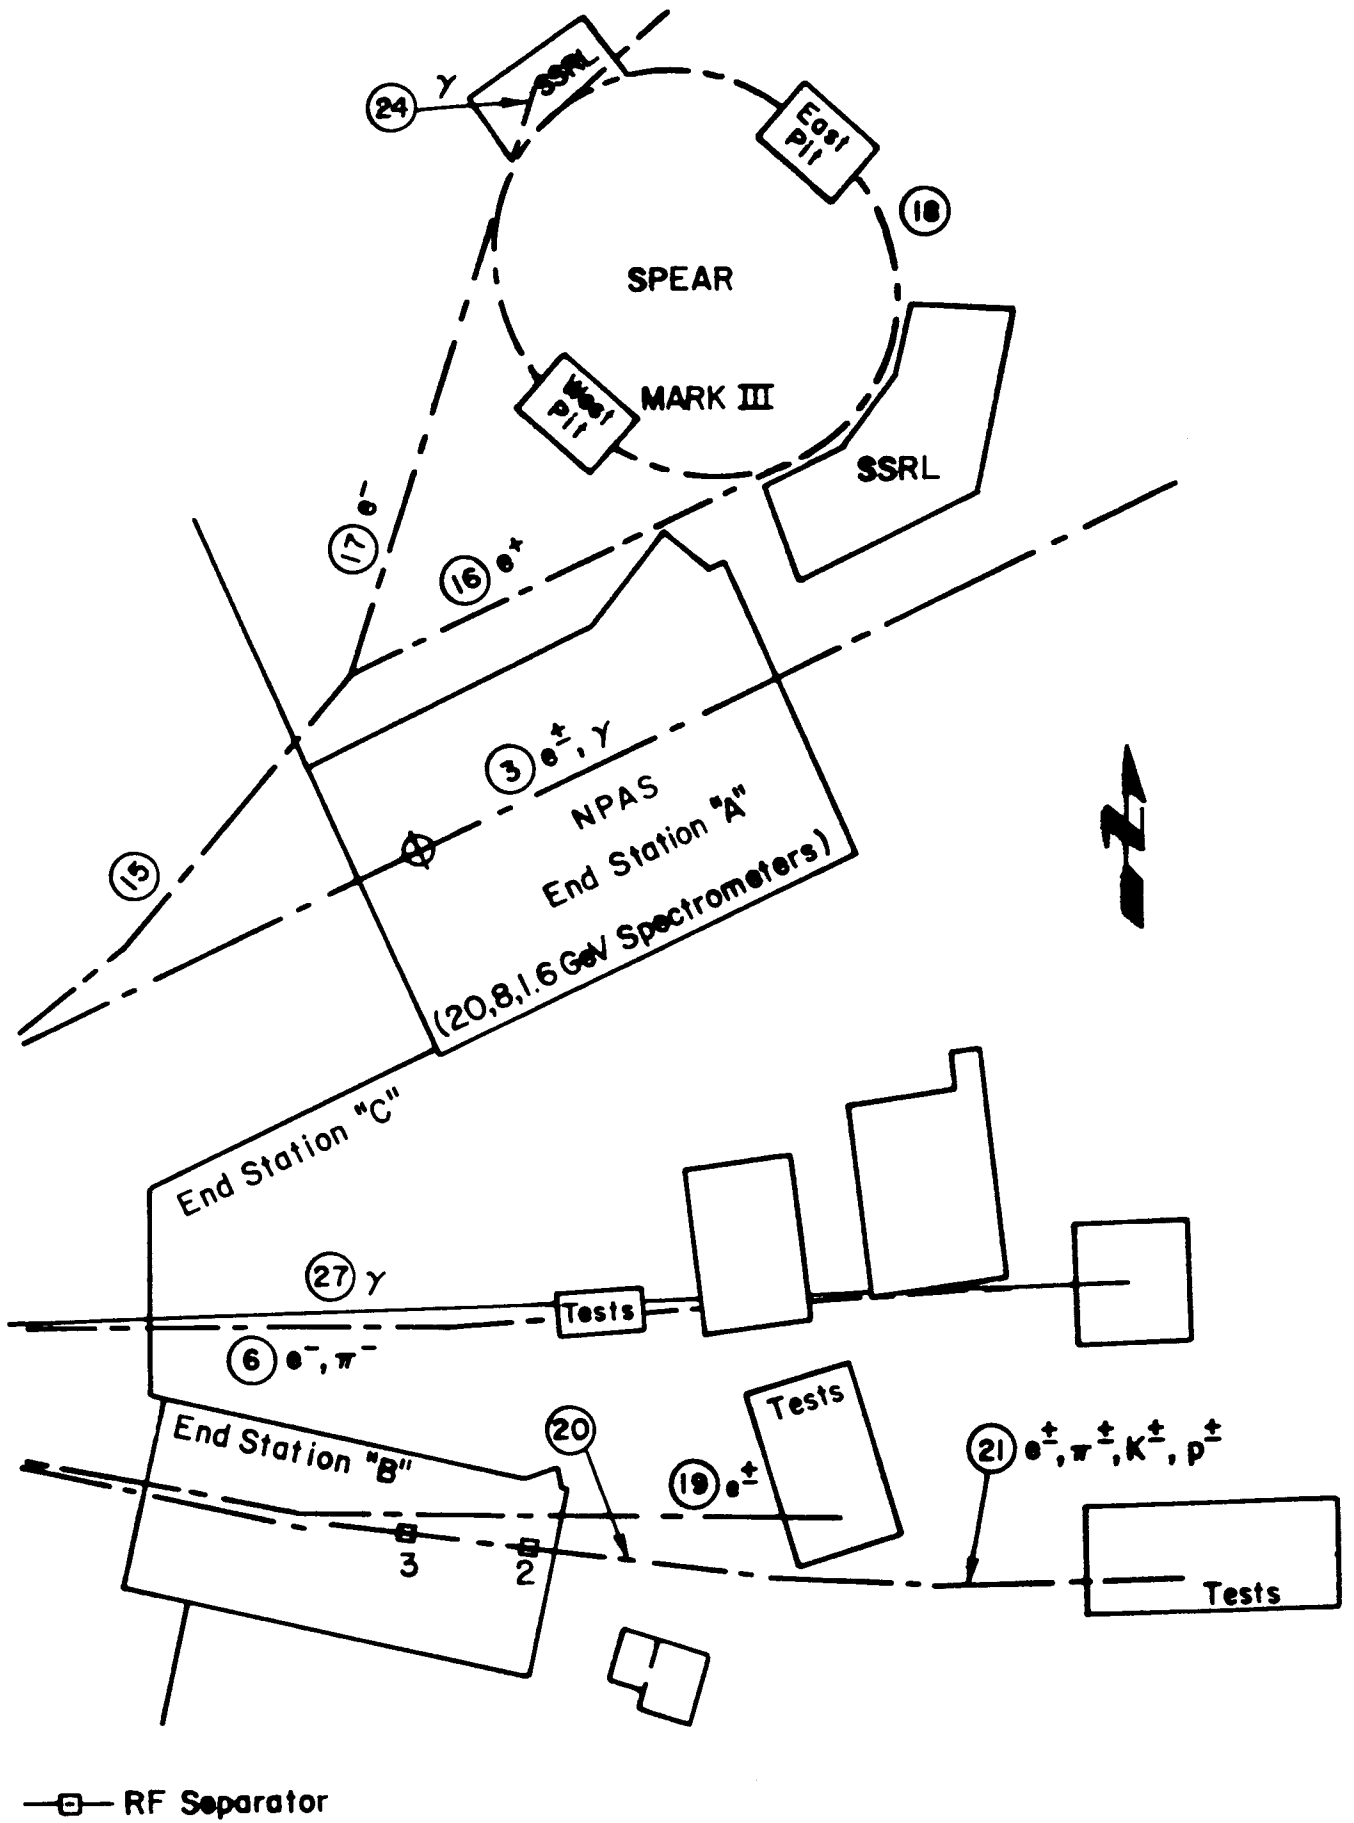 SSRL
24 γ
East
Pit
18
SPEAR
West
Pit
MARK III
SSRL
17 e⁻
16 e⁺
3 e±, γ
NPAS
End Station "A"
(20,8,1.6 GeV Spectrometers)
15
N
End Station "C"
27 γ
Tests
6 e⁻, π⁻
Tests
End Station "B"
20
21 e±, π±, K±, p±
19 e±
3
2
Tests
RF Separator